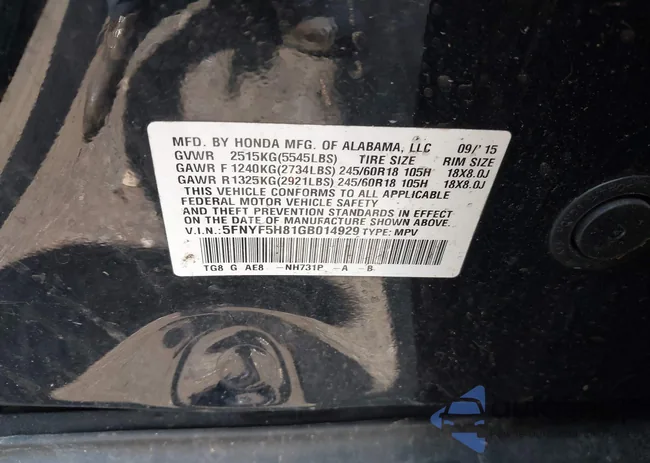 MFD. BY HONDA MFG. OF ALABAMA, LLC 09/'15
GVWR 2515KG(5545LBS) TIRE SIZE RIM SIZE
GAWR F 1240KG(2734LBS) 245/60R18 105H 18X8.0J
GAWR R 1325KG(2921LBS) 245/60R18 105H 18X8.0J
THIS VEHICLE CONFORMS TO ALL APPLICABLE
FEDERAL MOTOR VEHICLE SAFETY
STANDARDS IN EFFECT ON THE
DATE OF MANUFACTURE SHOWN ABOVE.
V.I.N.: 5FNYF5H81GB014929 TYPE: MPV
TG8 G AE8 -NH731P -A -B